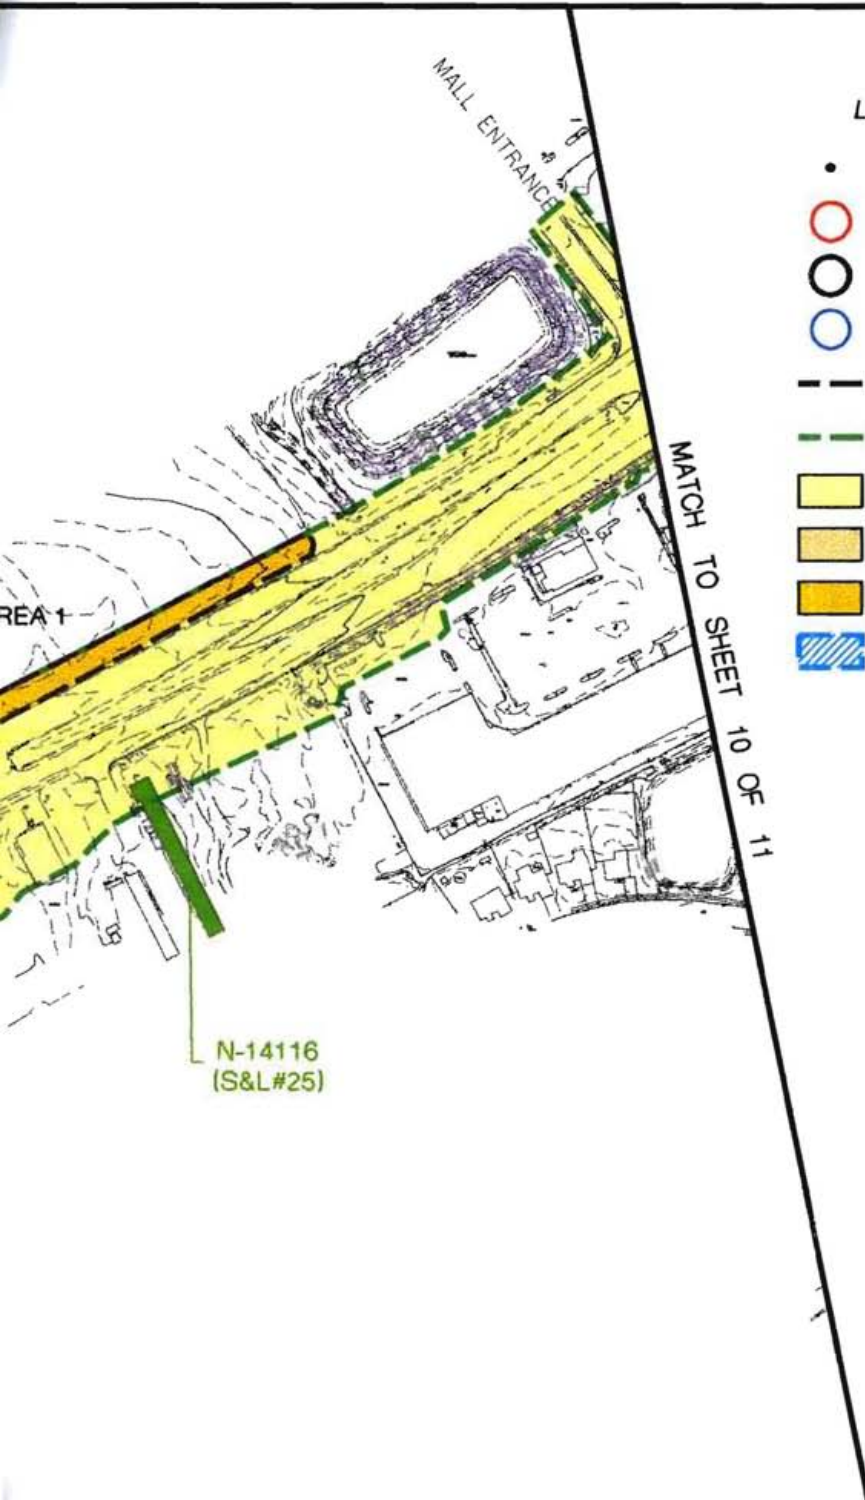 MALL ENTRANCE
L
REA 1
MATCH TO SHEET 10 OF 11
N-14116
(S&L#25)